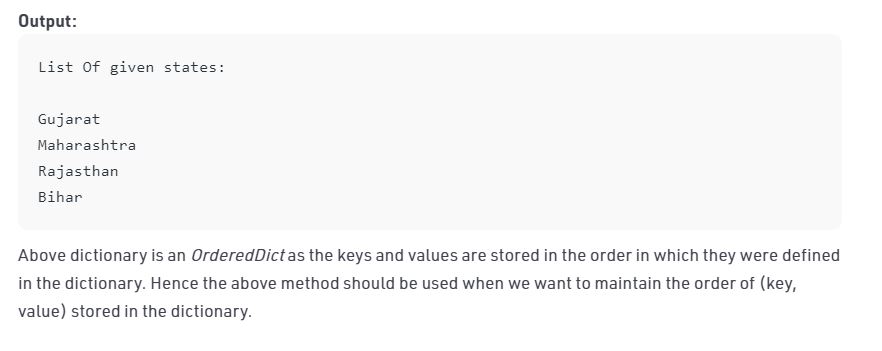 Output:
List Of given states:
Gujarat
Maharashtra
Rajasthan
Bihar
Above dictionary is an OrderedDict as the keys and values are stored in the order in which they were defined
in the dictionary. Hence the above method should be used when we want to maintain the order of (key,
value) stored in the dictionary.